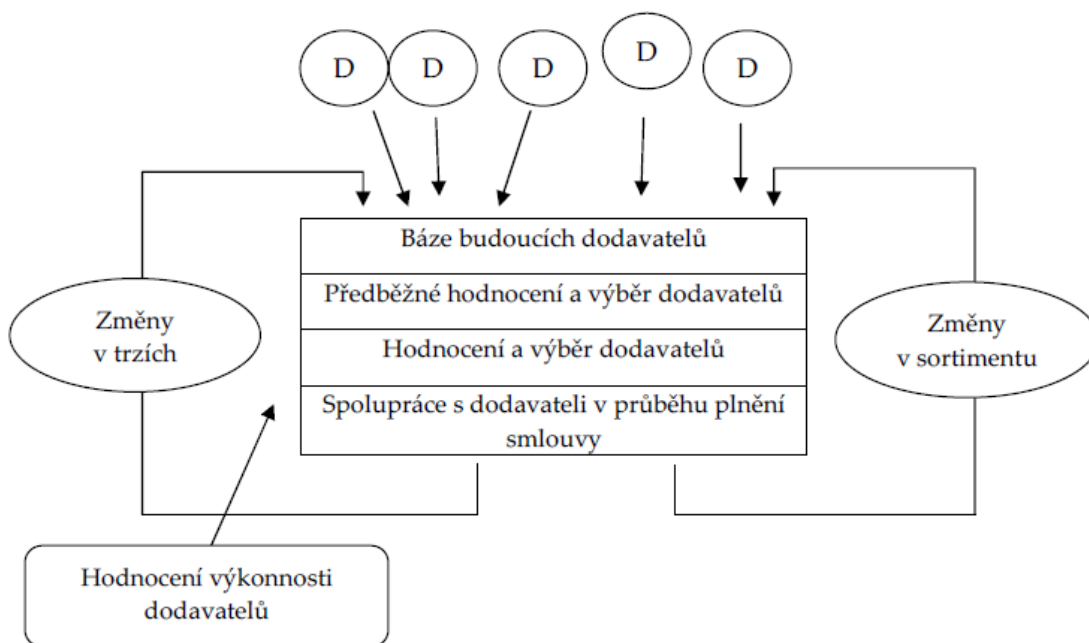 D
D
D
D
D
Báze budoucích dodavatelů
Předběžné hodnocení a výběr dodavatelů
Hodnocení a výběr dodavatelů
Spolupráce s dodavateli v průběhu plnění
smlouvy
Změny
v trzích
Změny
v sortimentu
Hodnocení výkonnosti
dodavatelů